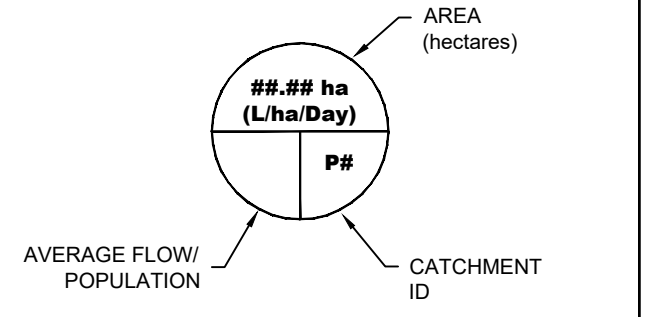 AREA
(hectares)
##.## ha
(L/ha/Day)
P#
AVERAGE FLOW/
POPULATION
CATCHMENT
ID